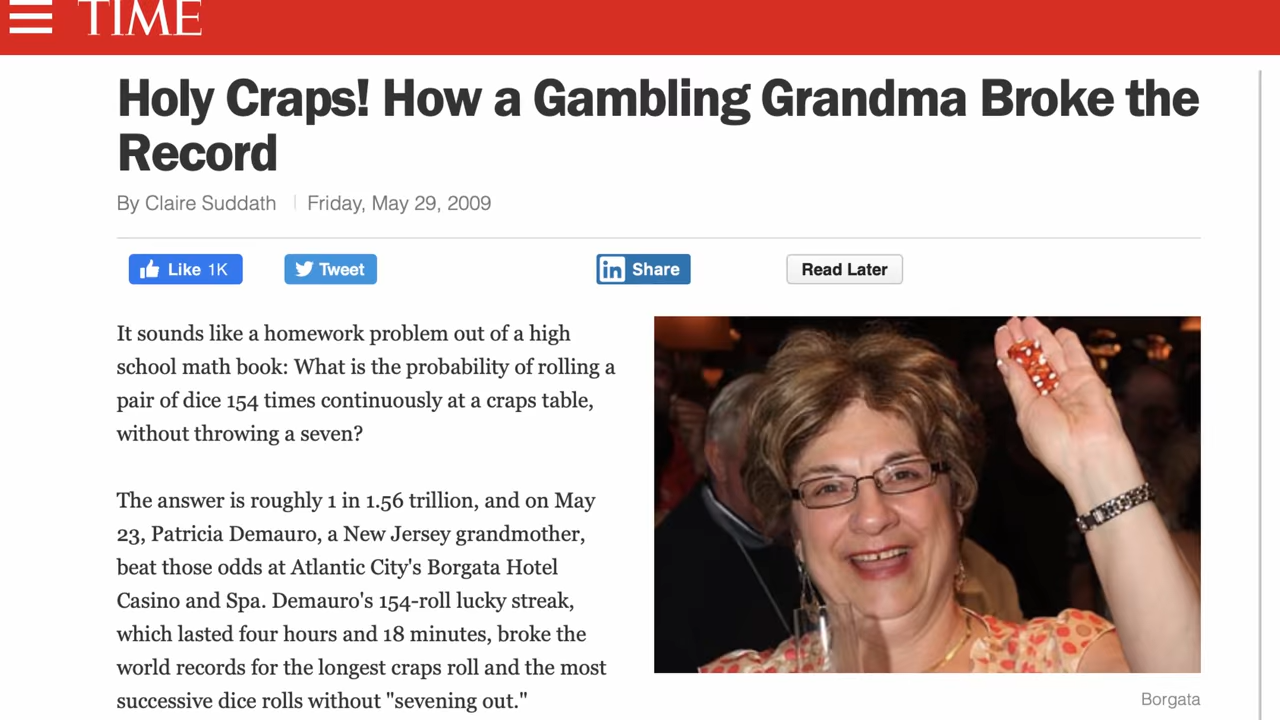 TIME
Holy Craps! How a Gambling Grandma Broke the
Record
By Claire Suddath | Friday, May 29, 2009
Like 1K
Tweet
in Share
Read Later
It sounds like a homework problem out of a high
school math book: What is the probability of rolling a
pair of dice 154 times continuously at a craps table,
without throwing a seven?
The answer is roughly 1 in 1.56 trillion, and on May
23, Patricia Demauro, a New Jersey grandmother,
beat those odds at Atlantic City's Borgata Hotel
Casino and Spa. Demauro's 154-roll lucky streak,
which lasted four hours and 18 minutes, broke the
world records for the longest craps roll and the most
successive dice rolls without "sevening out."
Borgata